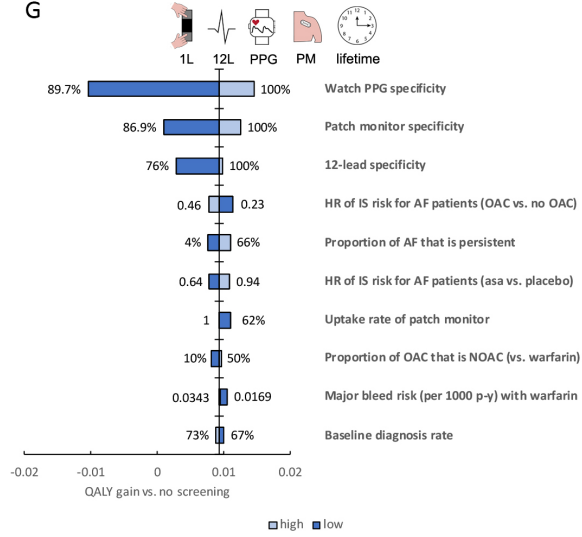 G
1L 12L PPG PM lifetime
89.7% 100% Watch PPG specificity
86.9% 100% Patch monitor specificity
76% 100% 12-lead specificity
0.46 0.23 HR of IS risk for AF patients (OAC vs. no OAC)
4% 66% Proportion of AF that is persistent
0.64 0.94 HR of IS risk for AF patients (asa vs. placebo)
1 62% Uptake rate of patch monitor
10% 50% Proportion of OAC that is NOAC (vs. warfarin)
0.0343 0.0169 Major bleed risk (per 1000 p-y) with warfarin
73% 67% Baseline diagnosis rate
-0.02 -0.01 0 0.01 0.02
QALY gain vs. no screening
high low